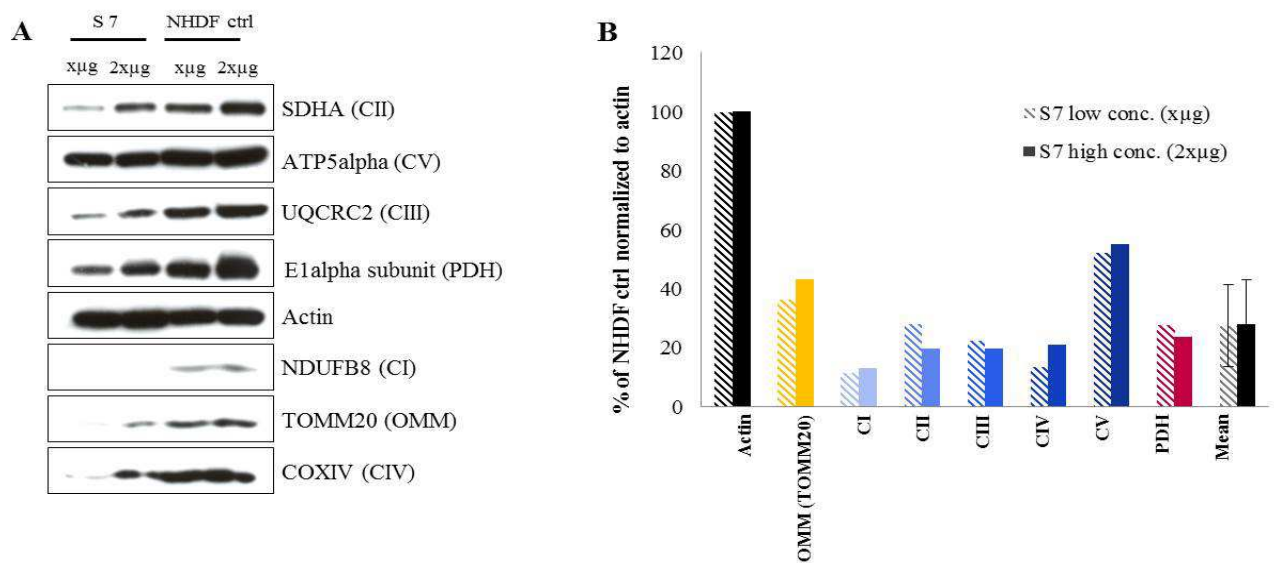 A
S 7 NHDF ctrl
xµg 2xµg xµg 2xµg
SDHA (CII)
ATP5alpha (CV)
UQCRC2 (CIII)
E1alpha subunit (PDH)
Actin
NDUFB8 (CI)
TOMM20 (OMM)
COXIV (CIV)
B
% of NHDF ctrl normalized to actin
120
100
80
60
40
20
0
S7 low conc. (xµg)
S7 high conc. (2xµg)
Actin
OMM (TOMM20)
CI
CII
CIII
CIV
CV
PDH
Mean